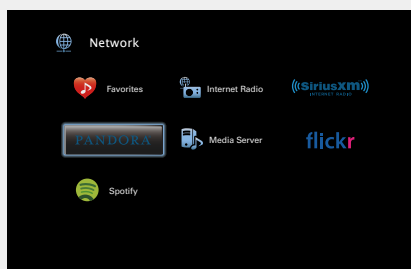 Network
Favorites
Internet Radio
((SiriusXM))
INTERNET RADIO
PANDORA
Media Server
flickr
Spotify